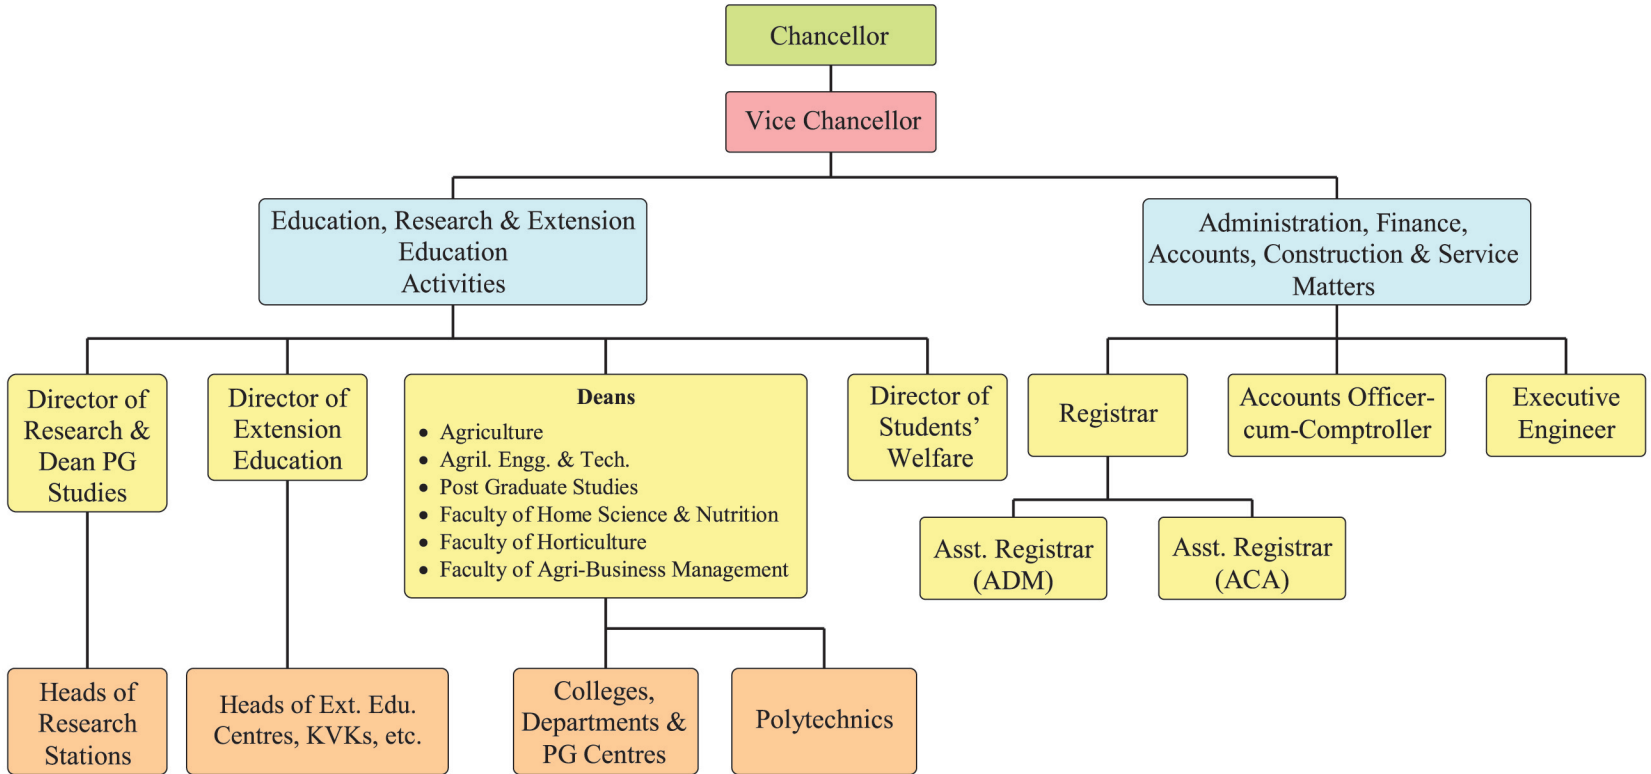 Chancellor
Vice Chancellor
Education, Research & Extension
Education
Activities
Administration, Finance,
Accounts, Construction & Service
Matters
Director of
Research &
Dean PG
Studies
Director of
Extension
Education
Deans
• Agriculture
• Agril. Engg. & Tech.
• Post Graduate Studies
• Faculty of Home Science & Nutrition
• Faculty of Horticulture
• Faculty of Agri-Business Management
Director of
Students’
Welfare
Registrar
Accounts Officer-
cum-Comptroller
Executive
Engineer
Asst. Registrar
(ADM)
Asst. Registrar
(ACA)
Heads of
Research
Stations
Heads of Ext. Edu.
Centres, KVKs, etc.
Colleges,
Departments &
PG Centres
Polytechnics